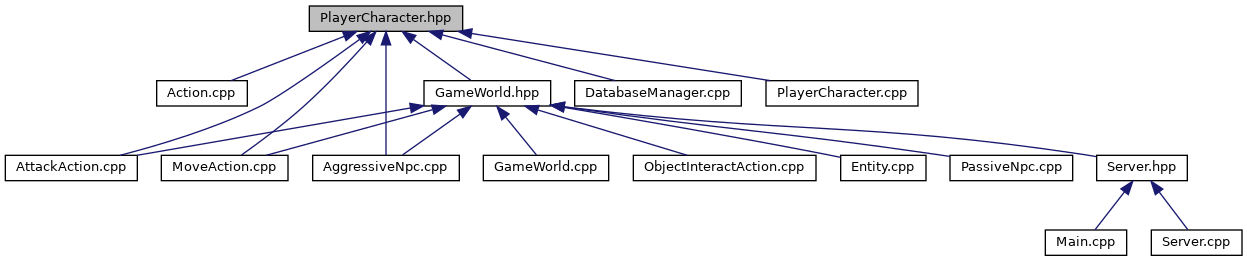 PlayerCharacter.hpp
Action.cpp
GameWorld.hpp
DatabaseManager.cpp
PlayerCharacter.cpp
AttackAction.cpp
MoveAction.cpp
AggressiveNpc.cpp
GameWorld.cpp
ObjectInteractAction.cpp
Entity.cpp
PassiveNpc.cpp
Server.hpp
Main.cpp
Server.cpp